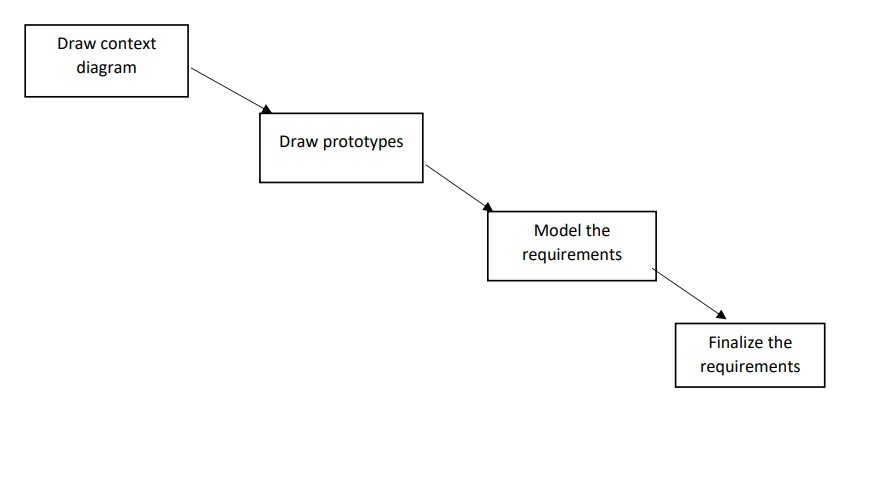 Draw context
diagram
Draw prototypes
Model the
requirements
Finalize the
requirements